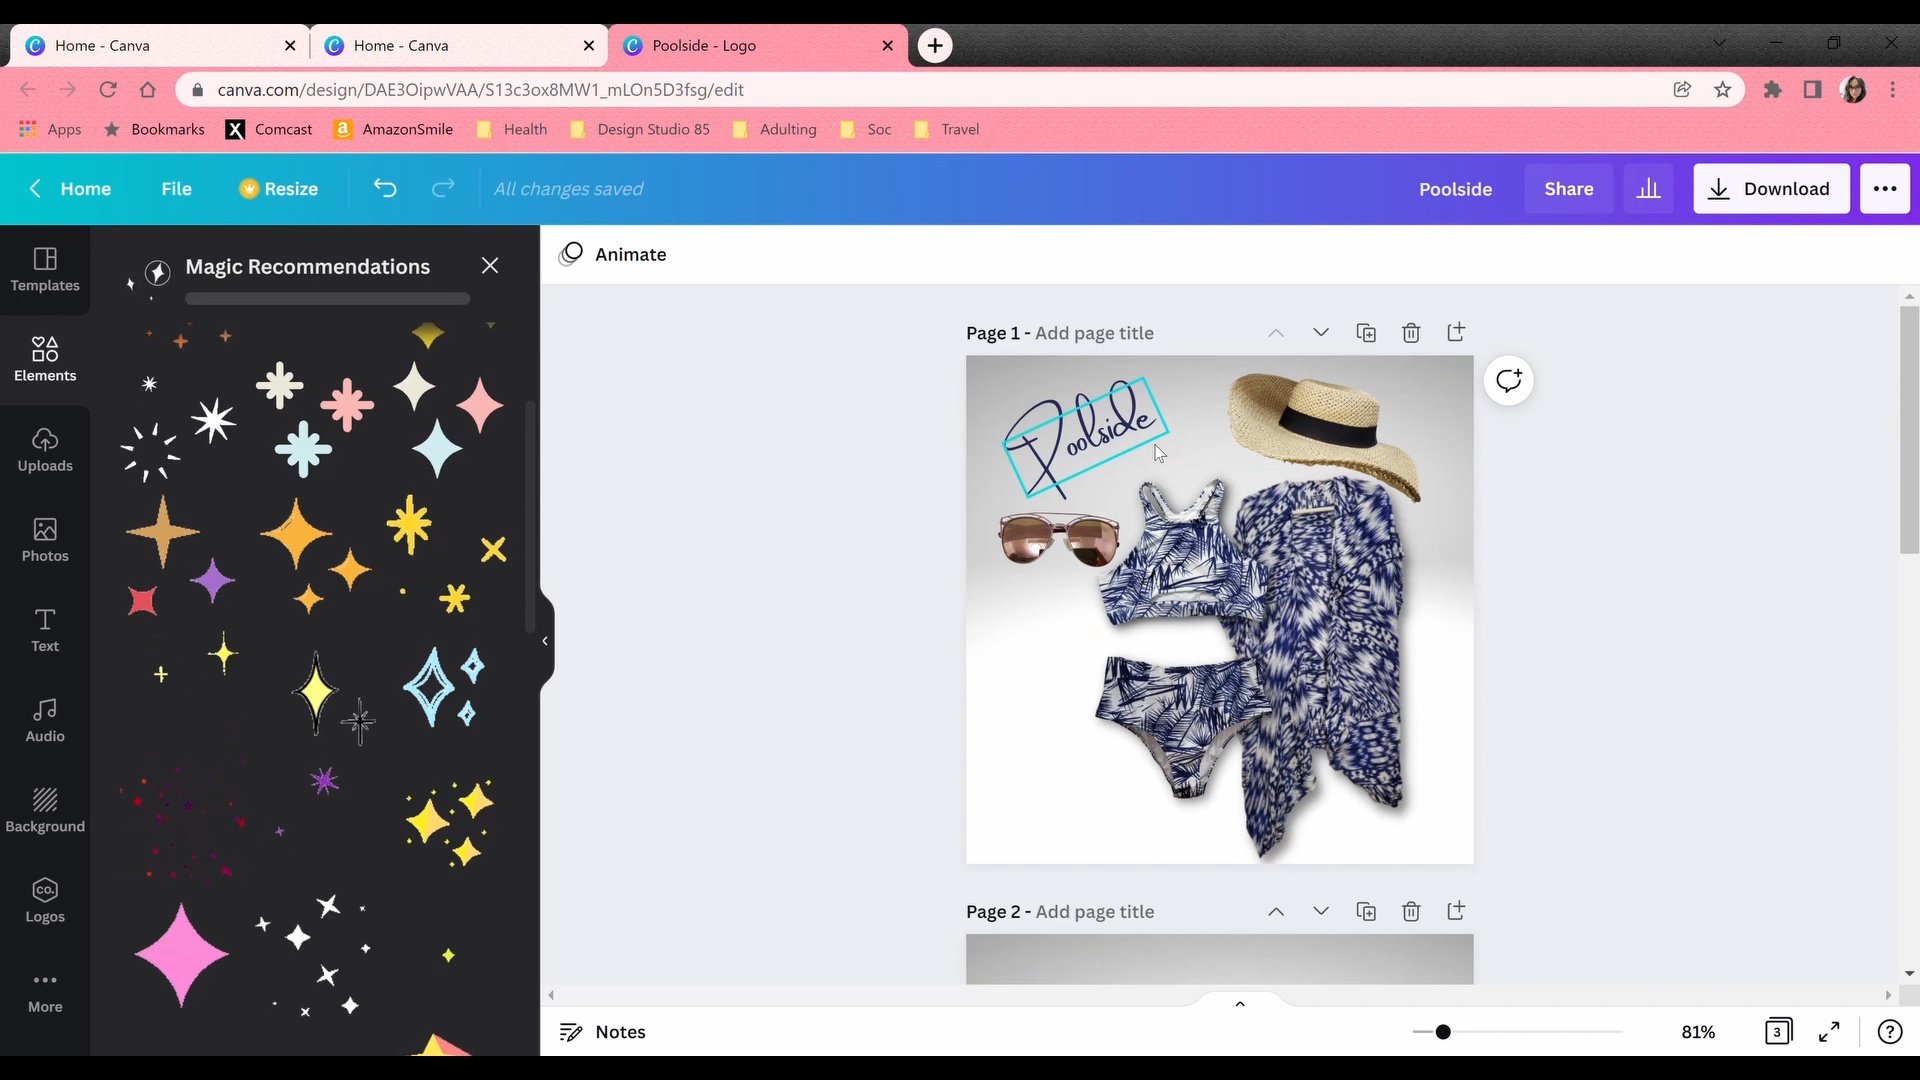 Home - Canva
Home - Canva
Poolside - Logo
canva.com/design/DAE3OipwVAA/S13c3ox8MW1_mLOn5D3fsg/edit
Apps
Bookmarks
X Comcast
a AmazonSmile
Health
Design Studio 85
Adulting
Soc
Travel
Home
File
Resize
All changes saved
Poolside
Share
Download
Templates
Elements
Uploads
Photos
Text
Audio
Background
CO.
Logos
More
Magic Recommendations
Animate
Page 1 - Add page title
Poolside
Page 2 - Add page title
Notes
81%
3
?